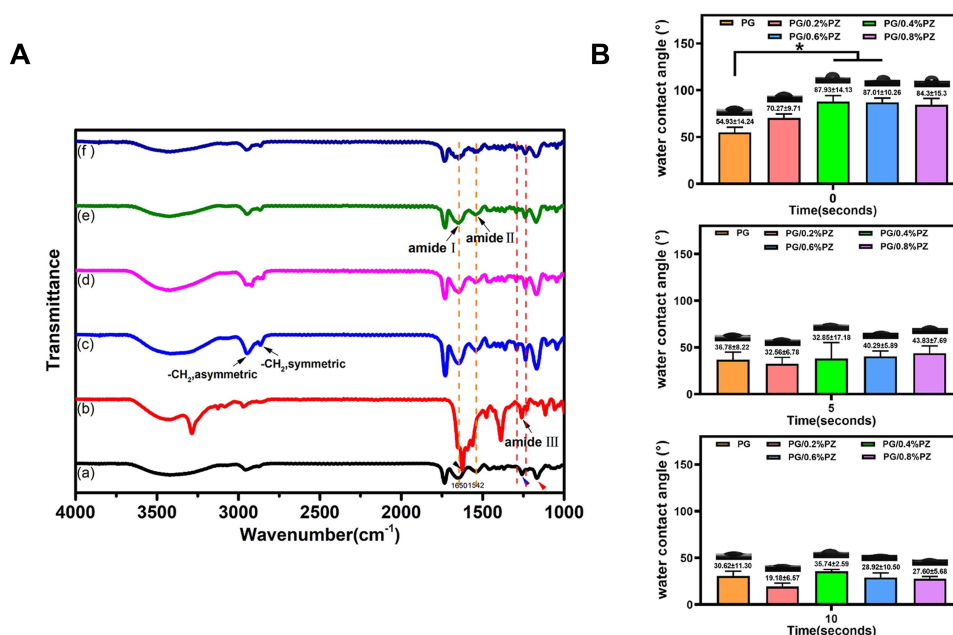 A
Transmittance
(f)
(e)
amide I
amide II
(d)
(c)
-CH2,asymmetric
-CH2,symmetric
(b)
amide III
(a)
1650 1542
4000 3500 3000 2500 2000 1500 1000
Wavenumber(cm-1)
B
PG PG/0.2%PZ PG/0.4%PZ
PG/0.6%PZ PG/0.8%PZ
water contact angle (°)
150
100
50
0
*
54.93±14.24 70.27±9.71 87.93±14.13 87.01±10.26 84.3±15.3
0
Time(seconds)
PG PG/0.2%PZ PG/0.4%PZ
PG/0.6%PZ PG/0.8%PZ
water contact angle (°)
150
100
50
0
36.78±8.22 32.56±6.78 32.85±17.18 40.29±5.89 43.83±7.69
5
Time(seconds)
PG PG/0.2%PZ PG/0.4%PZ
PG/0.6%PZ PG/0.8%PZ
water contact angle (°)
150
100
50
0
30.62±11.30 19.18±6.57 35.74±2.59 28.92±10.50 27.60±5.68
10
Time(seconds)